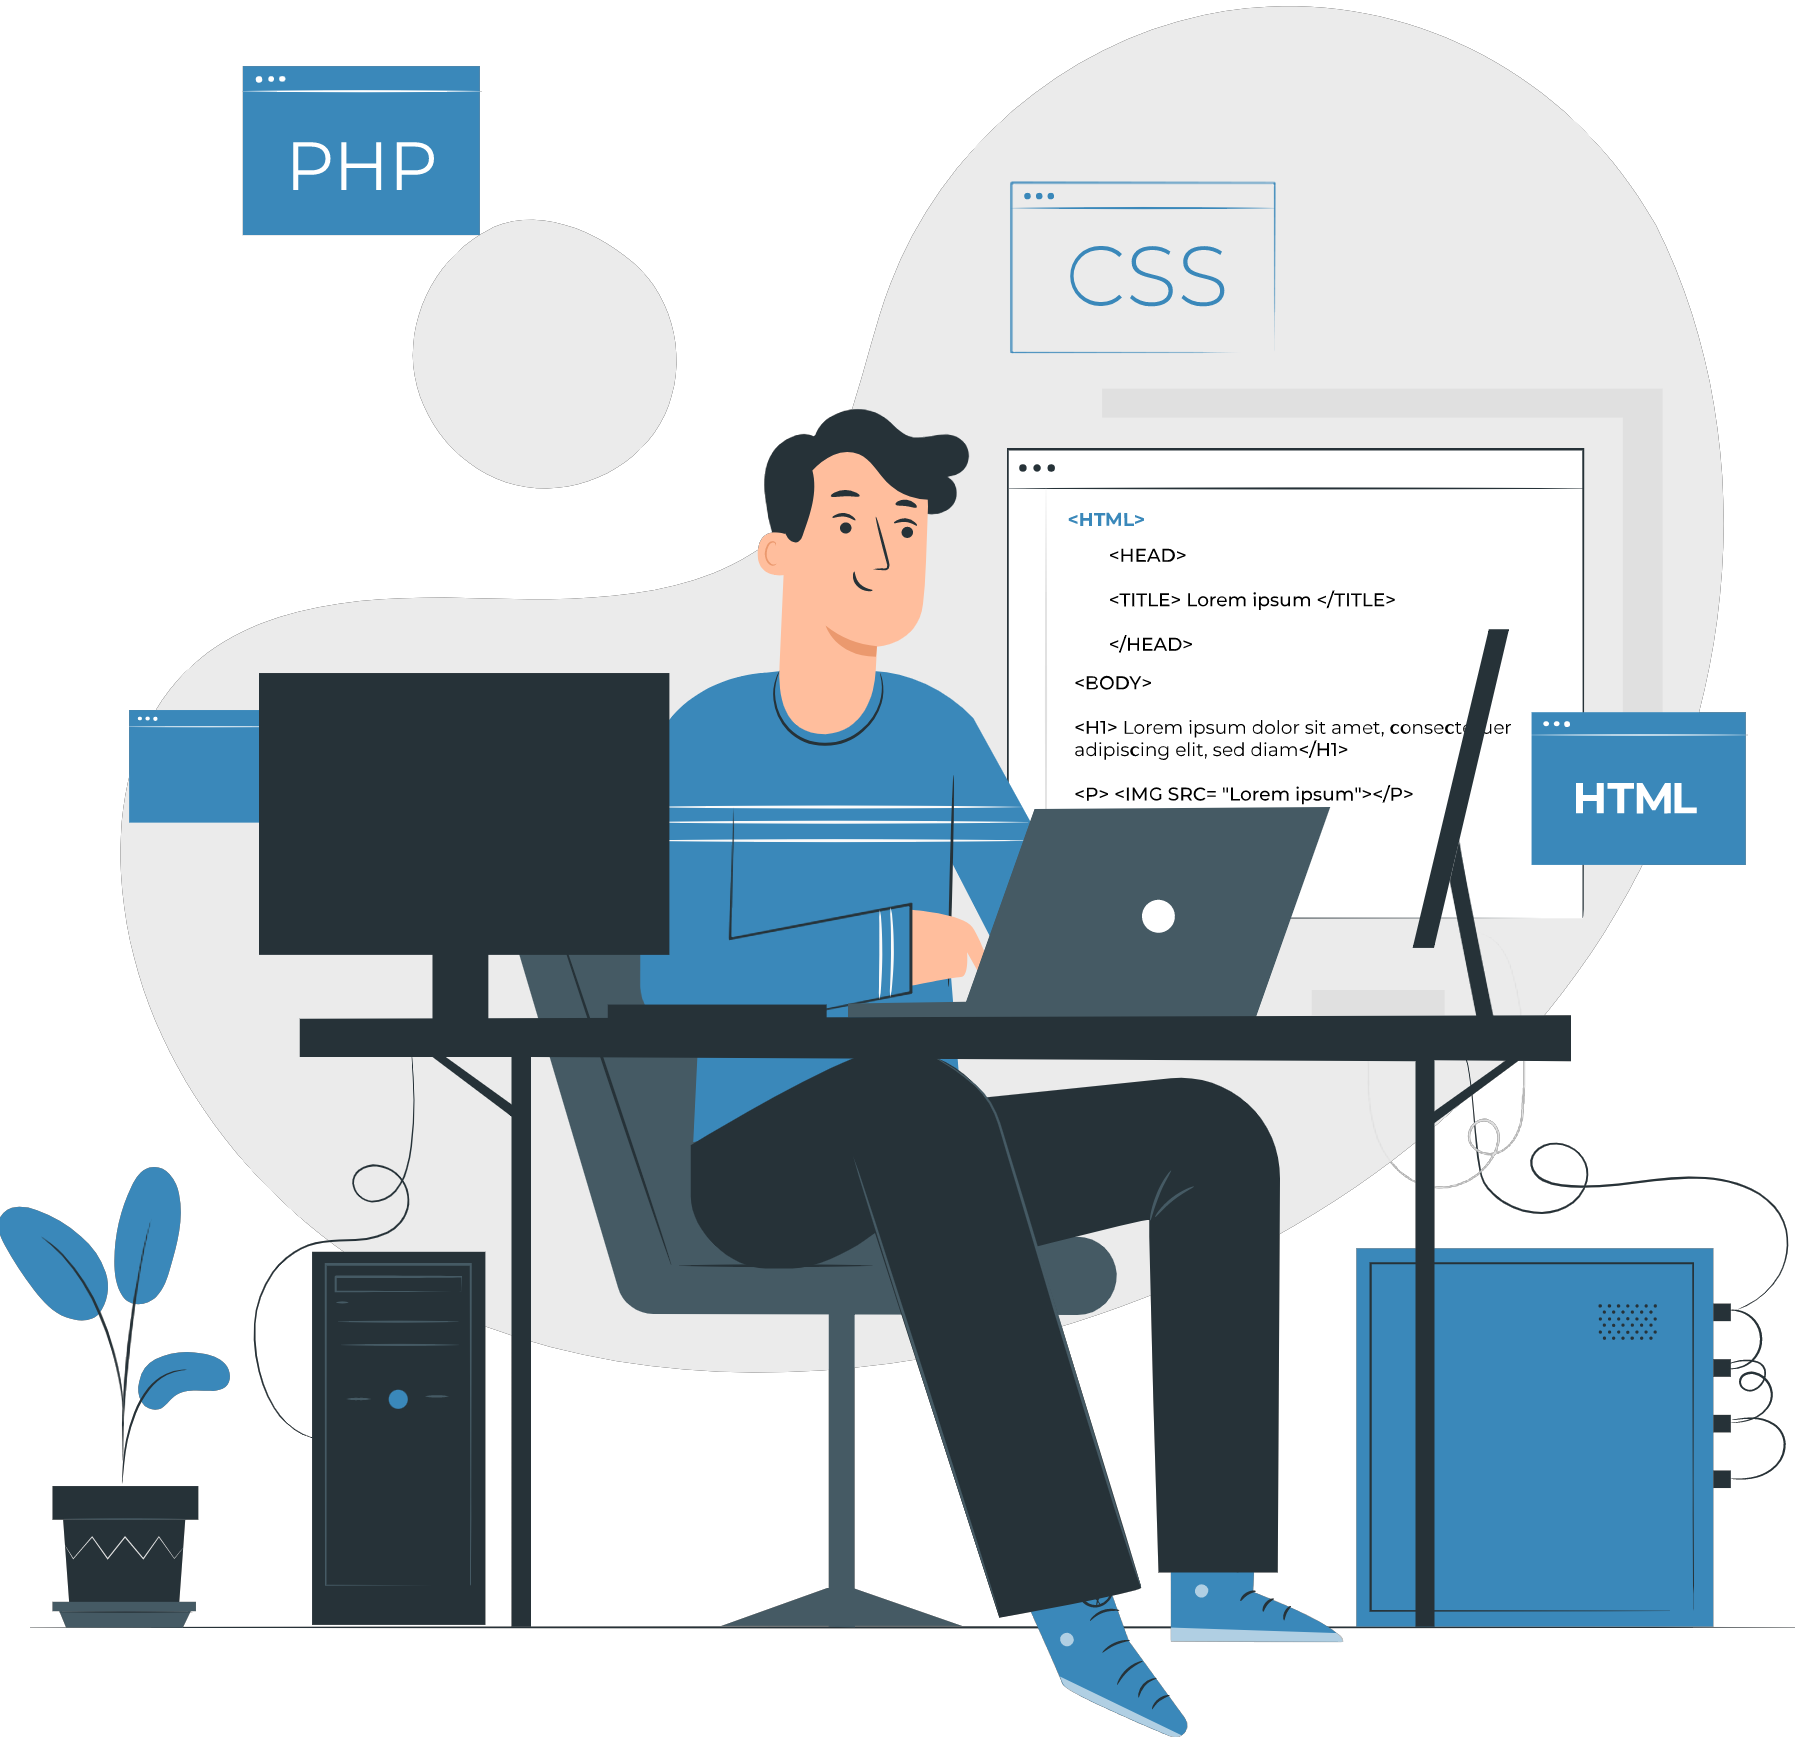 PHP
CSS
<HTML>
<HEAD>
<TITLE> Lorem ipsum </TITLE>
</HEAD>
<BODY>
<H1> Lorem ipsum dolor sit amet,
adipiscing elit, sed diam</H1>
<P> <IMG SRC= "Lorem ipsum"></P>
HTML